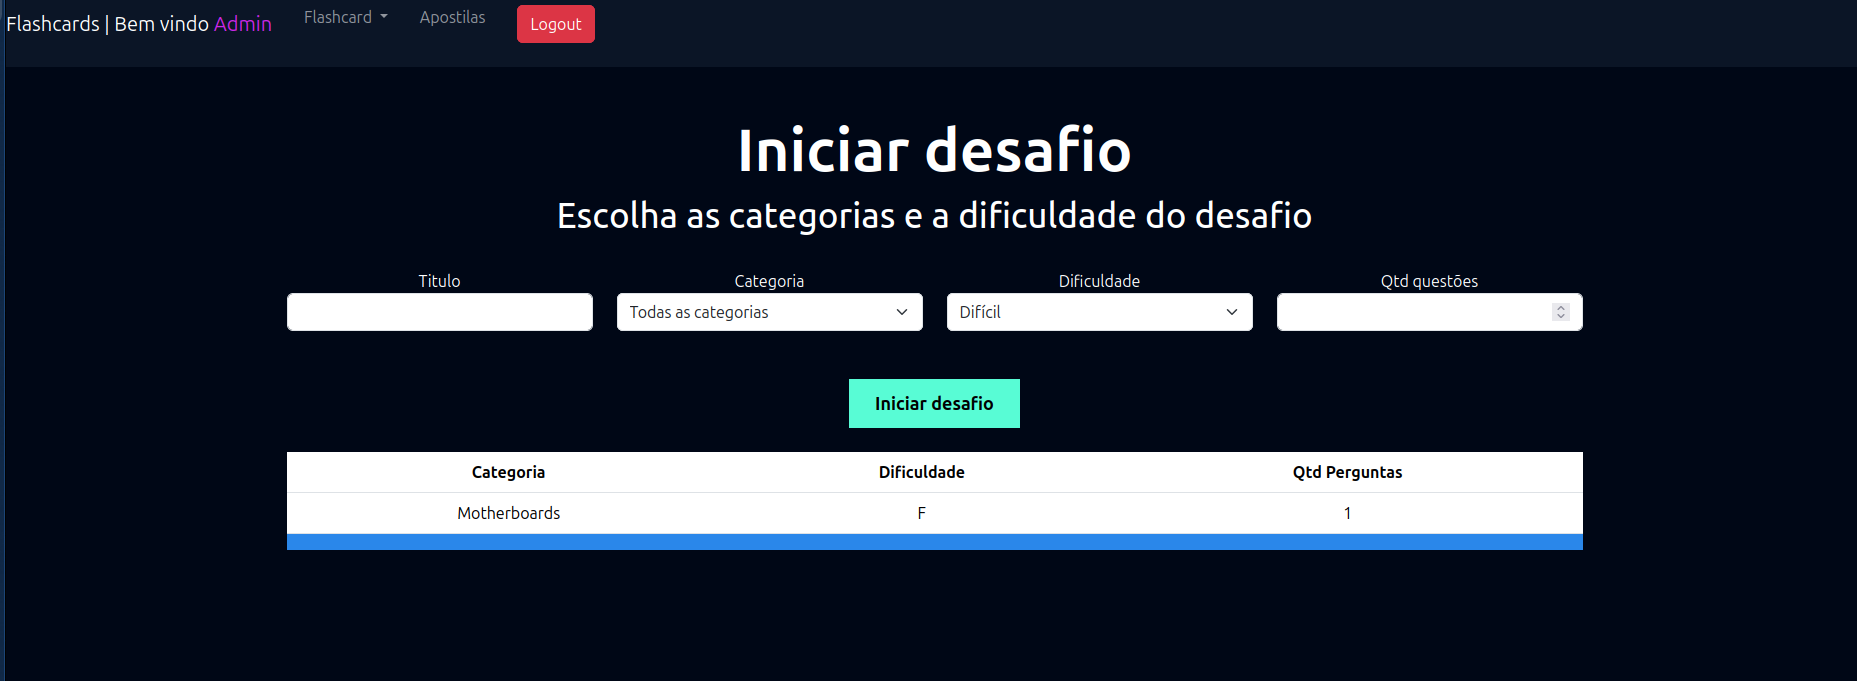 Flashcards | Bem vindo Admin Flashcard Apostilas Logout
Iniciar desafio
Escolha as categorias e a dificuldade do desafio
Titulo Categoria Dificuldade Qtd questões
Todas as categorias Difícil
Iniciar desafio
Categoria Dificuldade Qtd Perguntas
Motherboards F 1